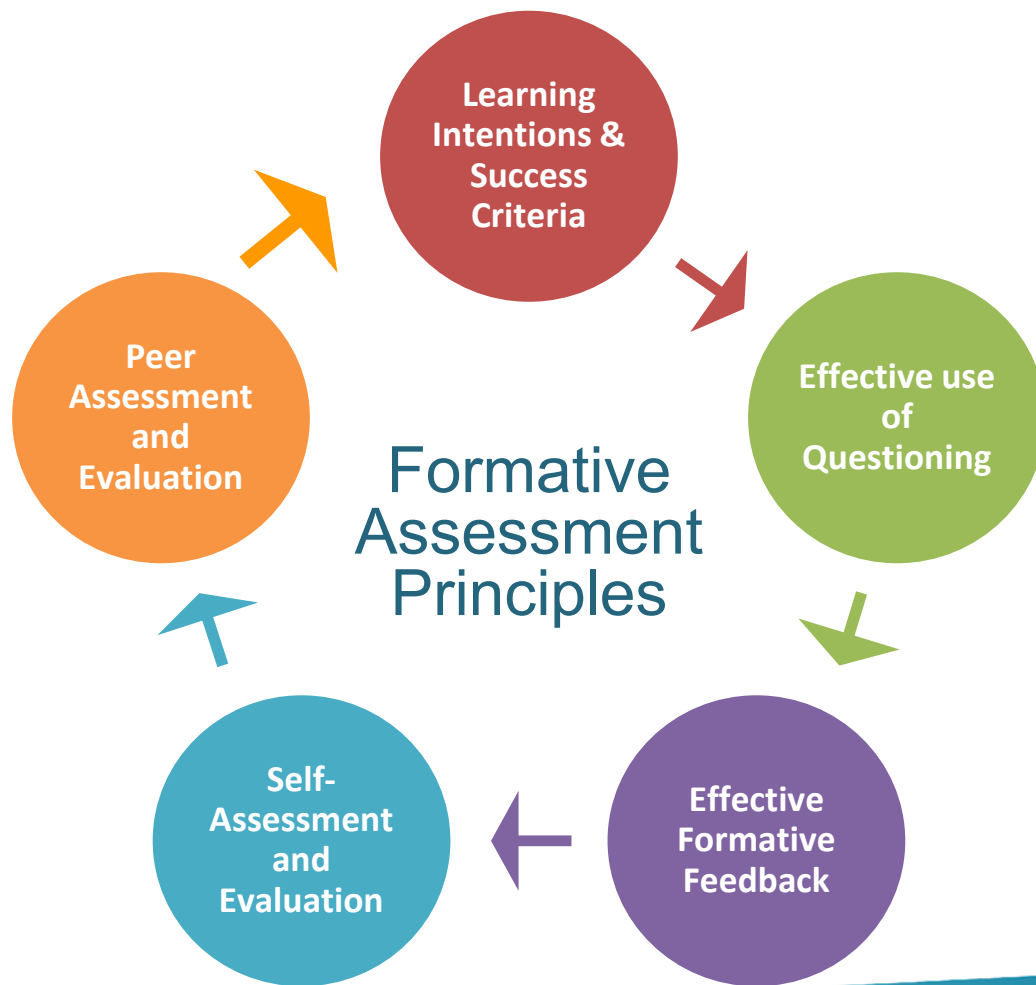 Learning
Intentions &
Success
Criteria
Effective use
of
Questioning
Effective
Formative
Feedback
Self-
Assessment
and
Evaluation
Peer
Assessment
and
Evaluation
Formative
Assessment
Principles